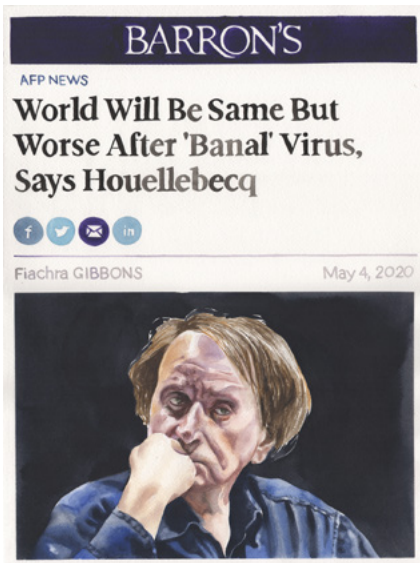 BARRON'S
AFP NEWS
World Will Be Same But
Worse After 'Banal' Virus,
Says Houellebecq
f in
Fiachra GIBBONS May 4, 2020